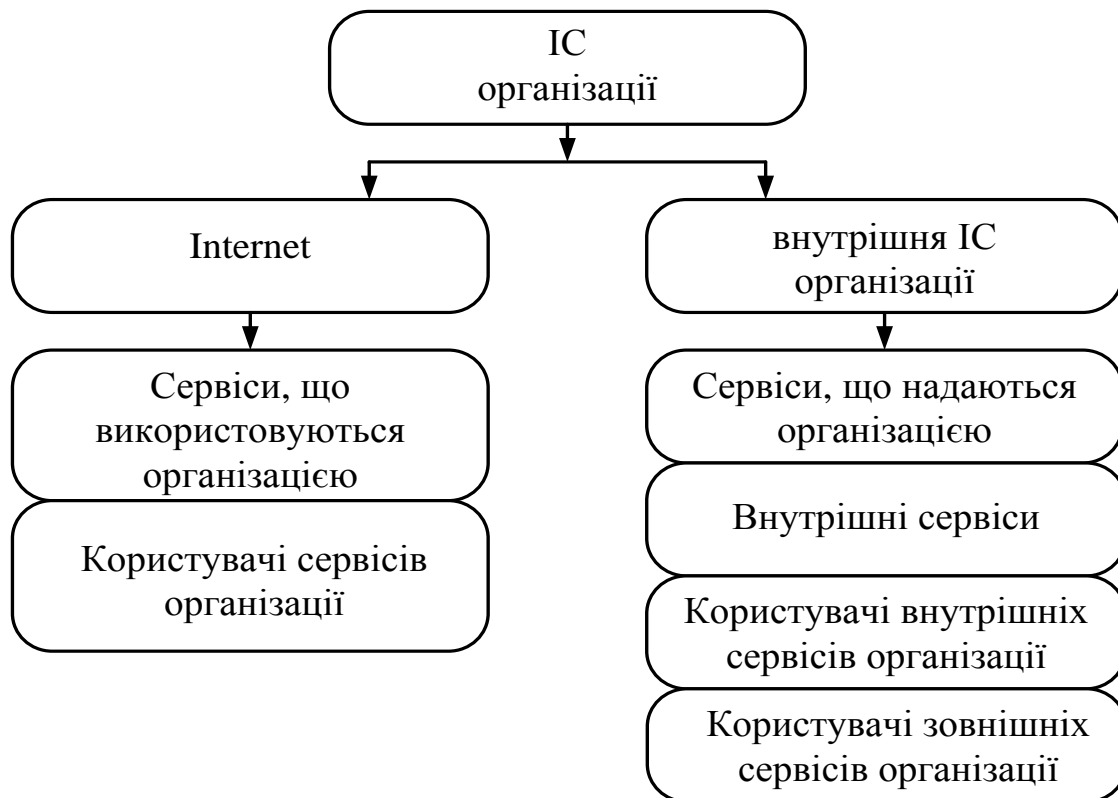 ІС
організації
Internet
внутрішня ІС
організації
Сервіси, що
використовуються
організацією
Користувачі сервісів
організації
Сервіси, що надаються
організацією
Внутрішні сервіси
Користувачі внутрішніх
сервісів організації
Користувачі зовнішніх
сервісів організації